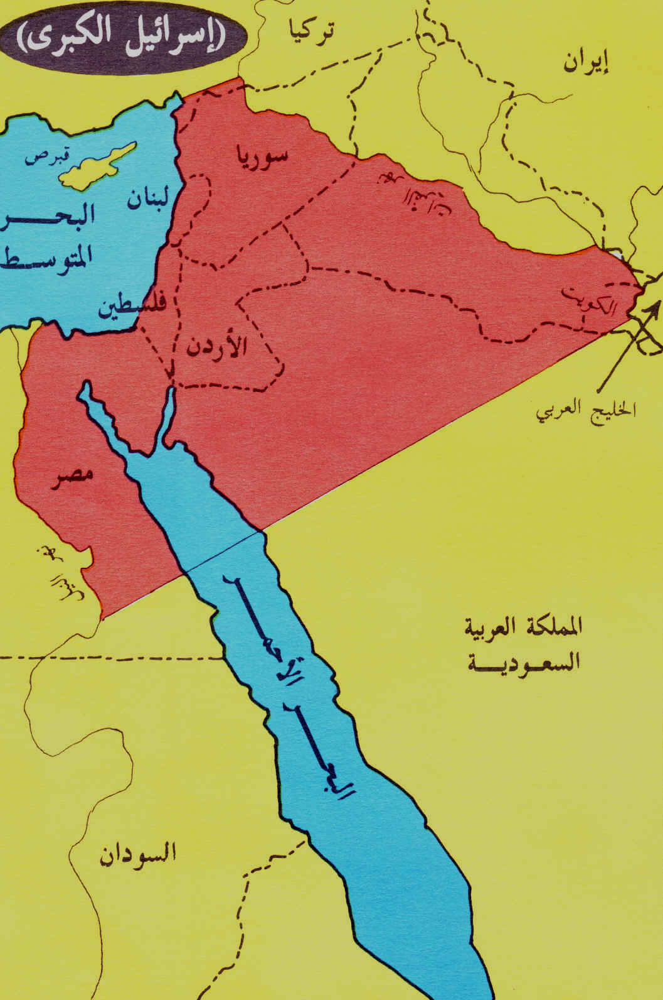 (إسرائيل الكبرى)
تركيا
إيران
قبرص
سوريا
لبنان
نهر
الفرات
البحر
المتوسط
فلسطين
الكويت
الأردن
الخليج العربي
مصر
نهر
النيل
البحر الأحمر
المملكة العربية
السعودية
السودان